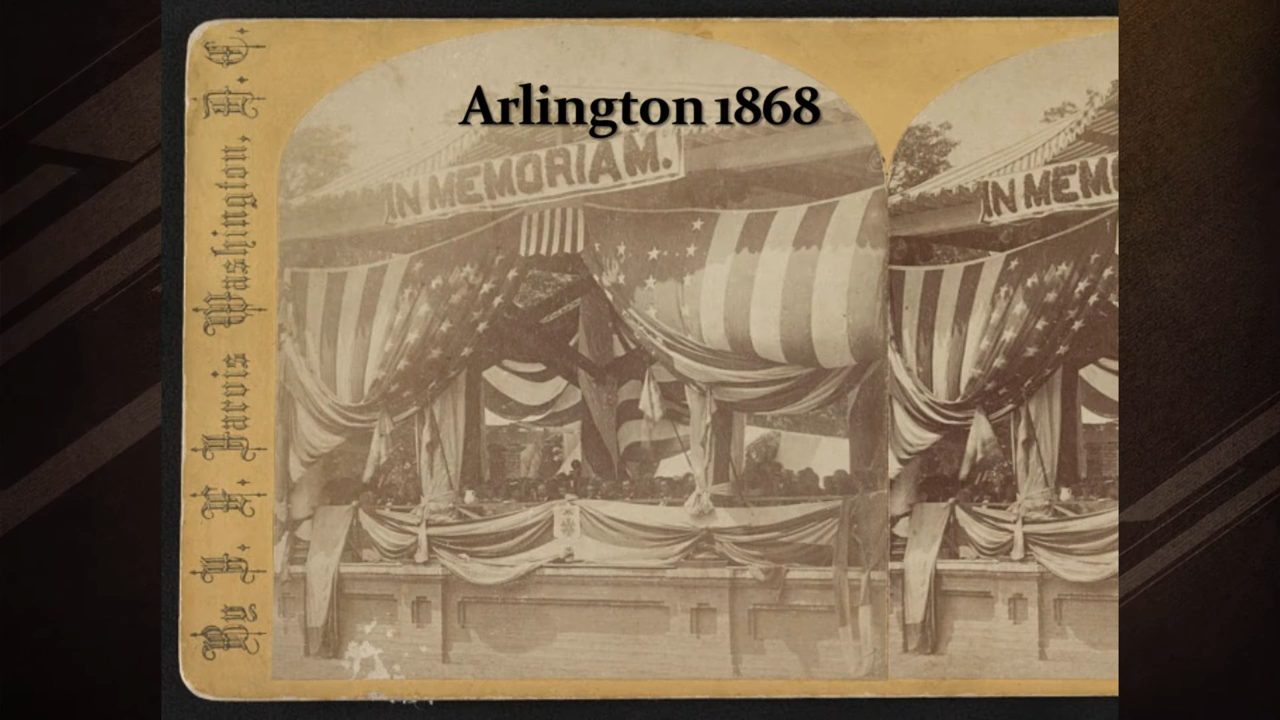 Arlington 1868
By J. F. Jarvis Washington, D. C.
IN MEMORIAM.
IN MEM